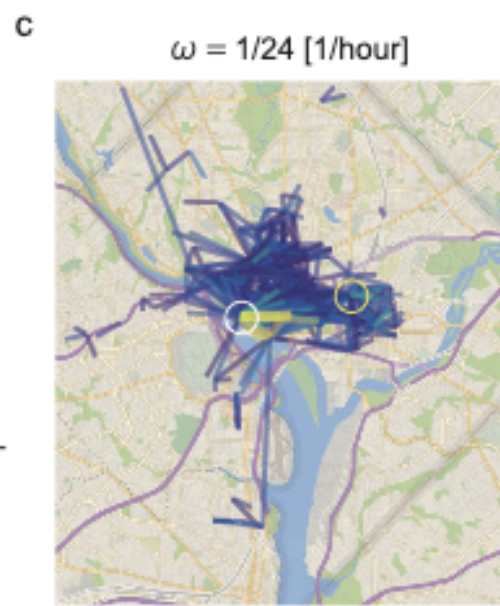 C
ω = 1/24 [1/hour]